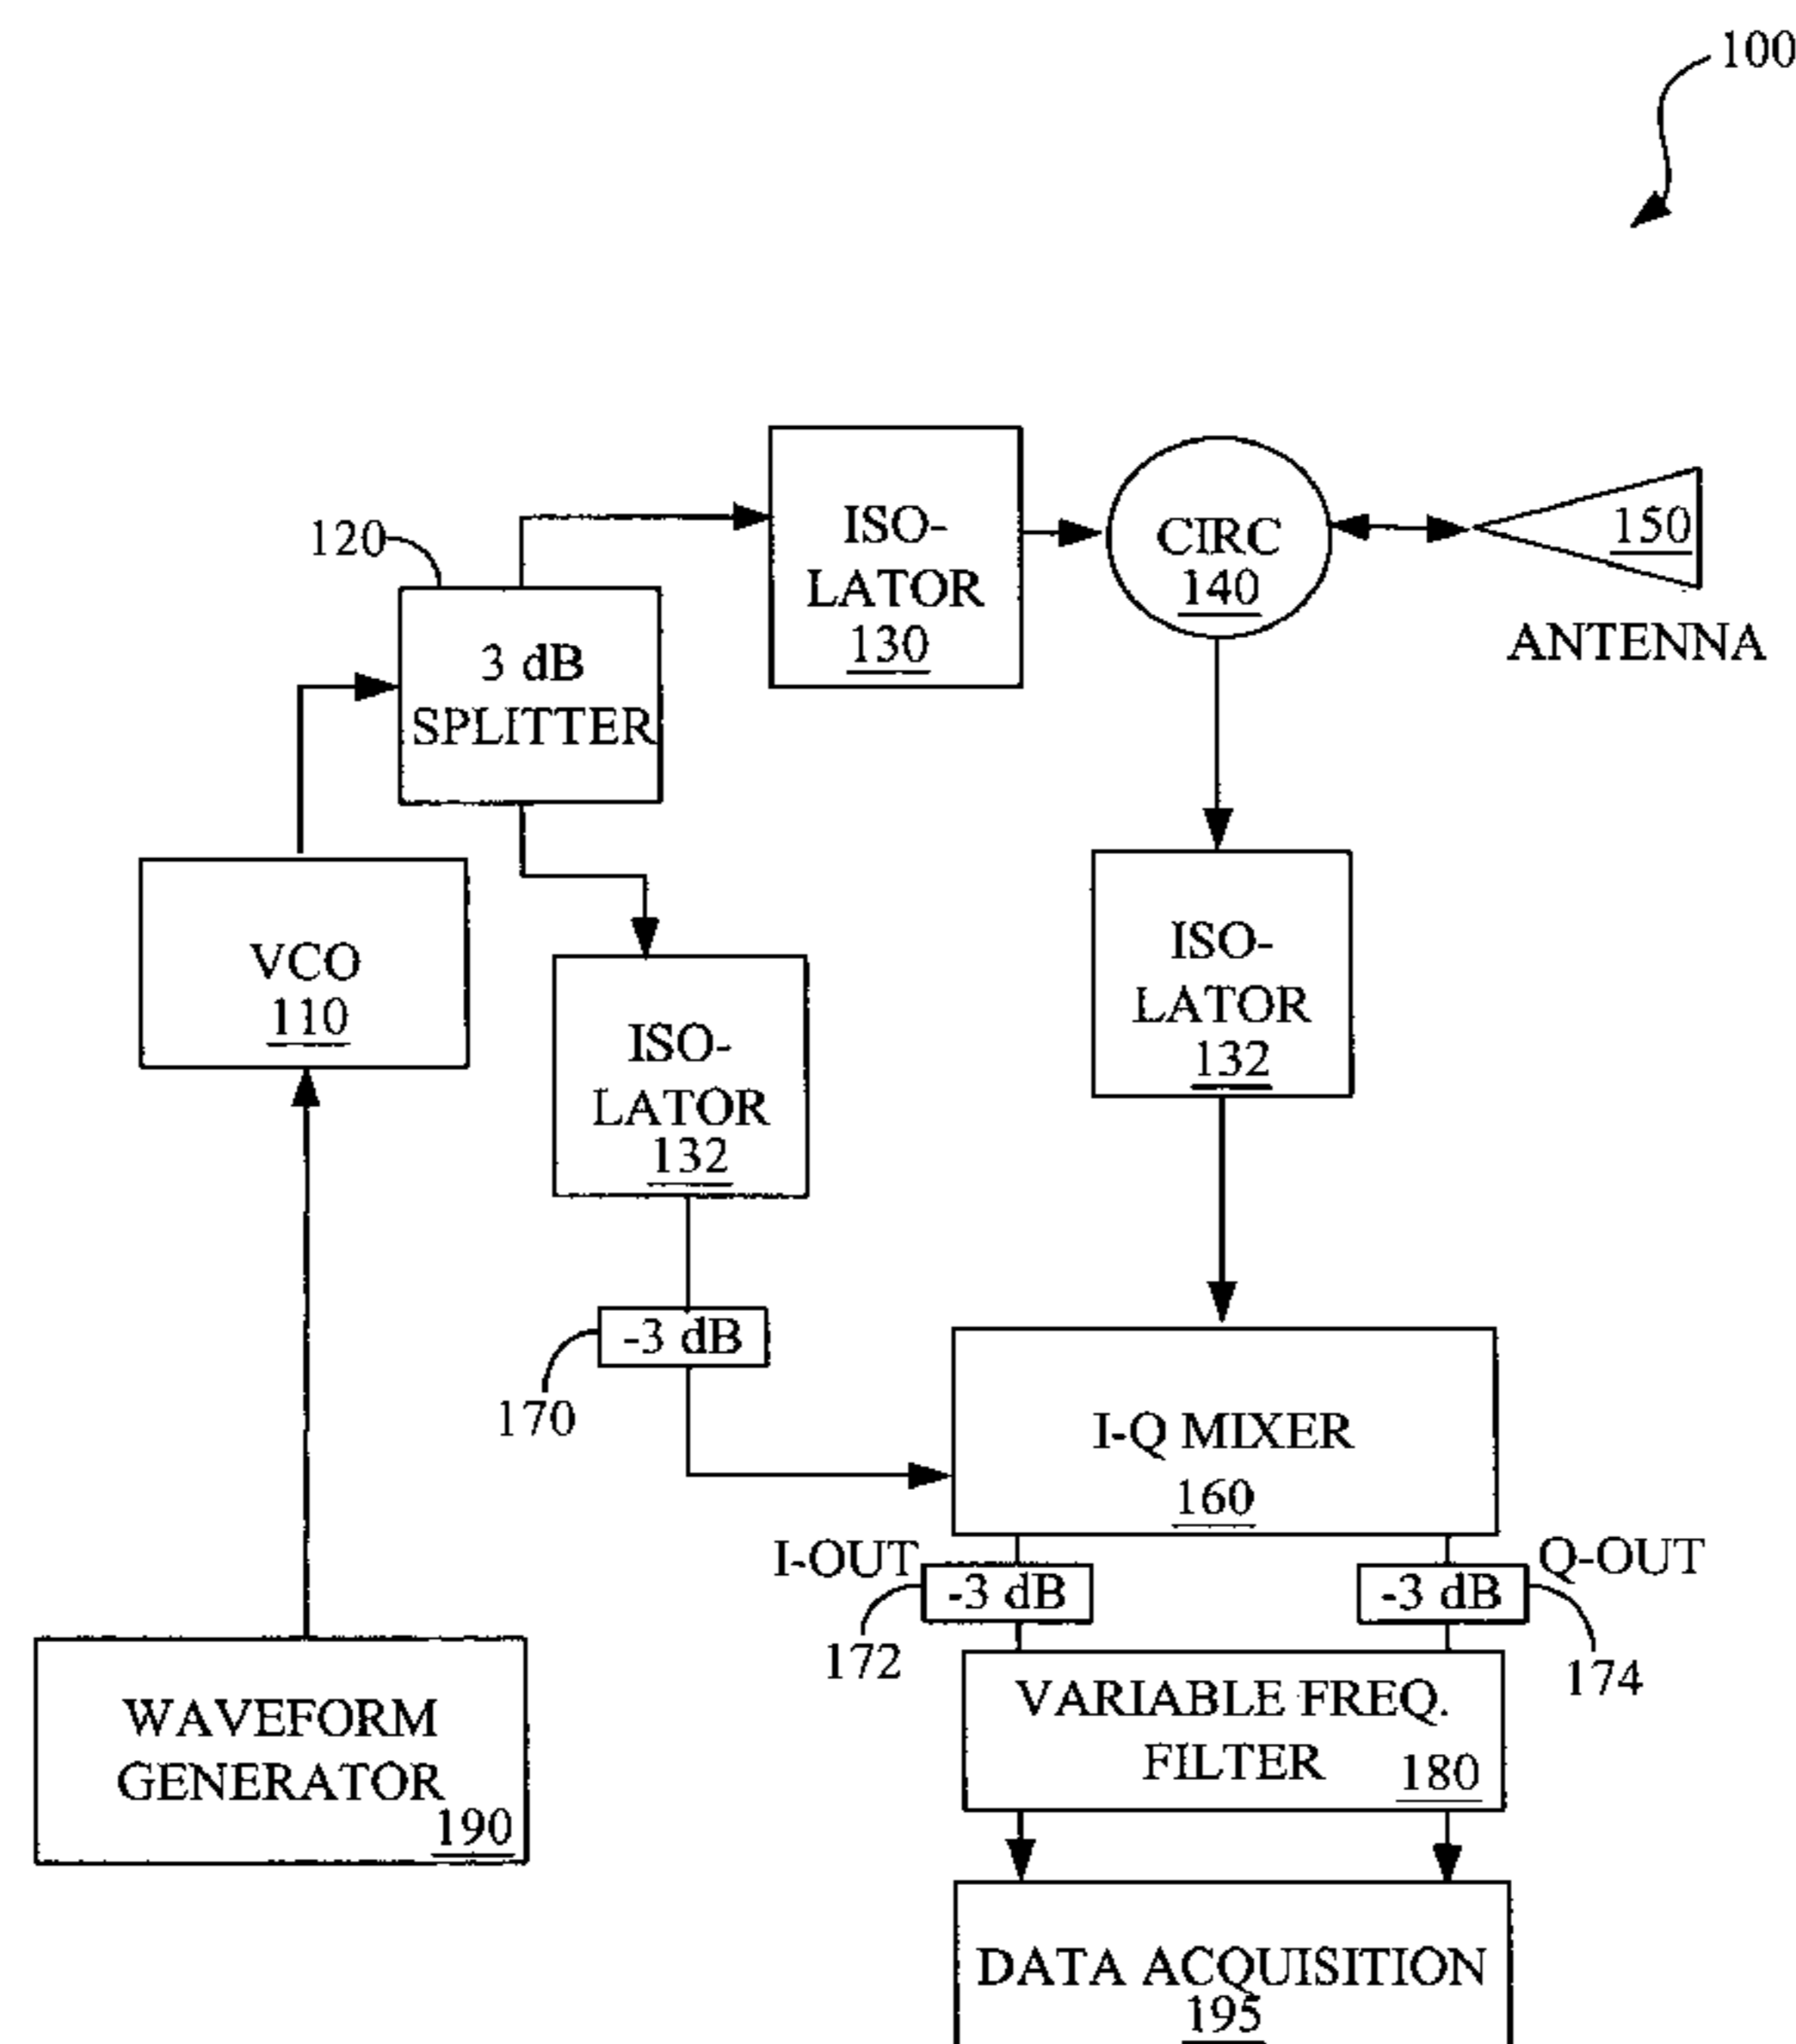 100
ISO-
LATOR
130
CIRC
140
150
ANTENNA
120
3 dB
SPLITTER
VCO
110
ISO-
LATOR
132
ISO-
LATOR
132
-3 dB
170
I-Q MIXER
160
I-OUT
-3 dB
172
-3 dB
Q-OUT
174
VARIABLE FREQ.
FILTER
180
WAVEFORM
GENERATOR
190
DATA ACQUISITION
195